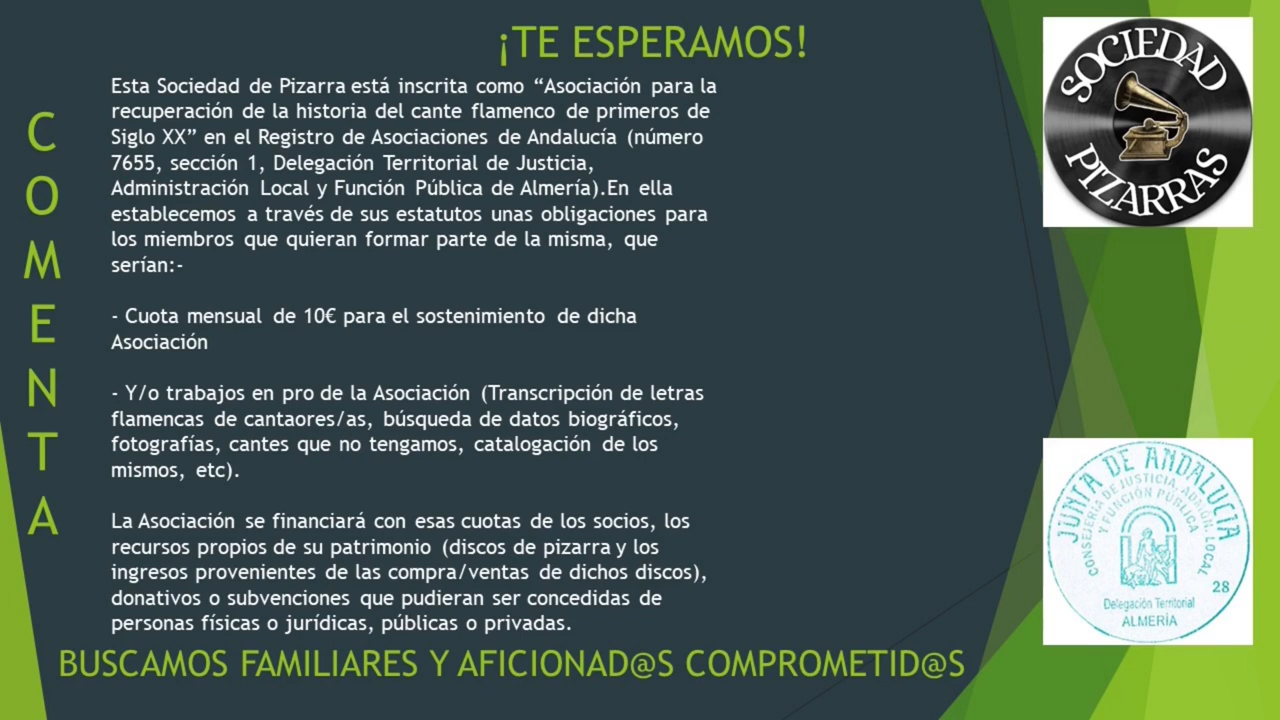 ¡TE ESPERAMOS!
COMENTA
Esta Sociedad de Pizarra está inscrita como “Asociación para la
recuperación de la historia del cante flamenco de primeros de
Siglo XX” en el Registro de Asociaciones de Andalucía (número
7655, sección 1, Delegación Territorial de Justicia,
Administración Local y Función Pública de Almería).En ella
establecemos a través de sus estatutos unas obligaciones para
los miembros que quieran formar parte de la misma, que
serían:-
- Cuota mensual de 10€ para el sostenimiento de dicha
Asociación
- Y/o trabajos en pro de la Asociación (Transcripción de letras
flamencas de cantaores/as, búsqueda de datos biográficos,
fotografías, cantes que no tengamos, catalogación de los
mismos, etc).
La Asociación se financiará con esas cuotas de los socios, los
recursos propios de su patrimonio (discos de pizarra y los
ingresos provenientes de las compra/ventas de dichos discos),
donativos o subvenciones que pudieran ser concedidas de
personas físicas o jurídicas, públicas o privadas.
BUSCAMOS FAMILIARES Y AFICIONAD@S COMPROMETID@S
SOCIEDAD
PIZARRAS
JUNTA DE ANDALUCIA
CONSEJERÍA DE JUSTICIA, ADMÓN. LOCAL
Y FUNCIÓN PÚBLICA
28
Delegación Territorial
ALMERÍA